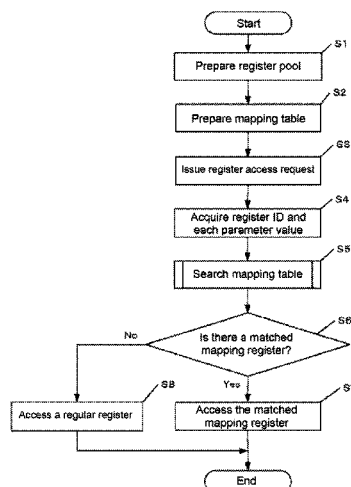 Start
S1
Prepare register pool
S2
Prepare mapping table
S3
Issue register access request
S4
Acquire register ID and
each parameter value
S5
Search mapping table
S6
Is there a matched
mapping register?
No
Yes
S8
Access a regular register
Access the matched
mapping register
End